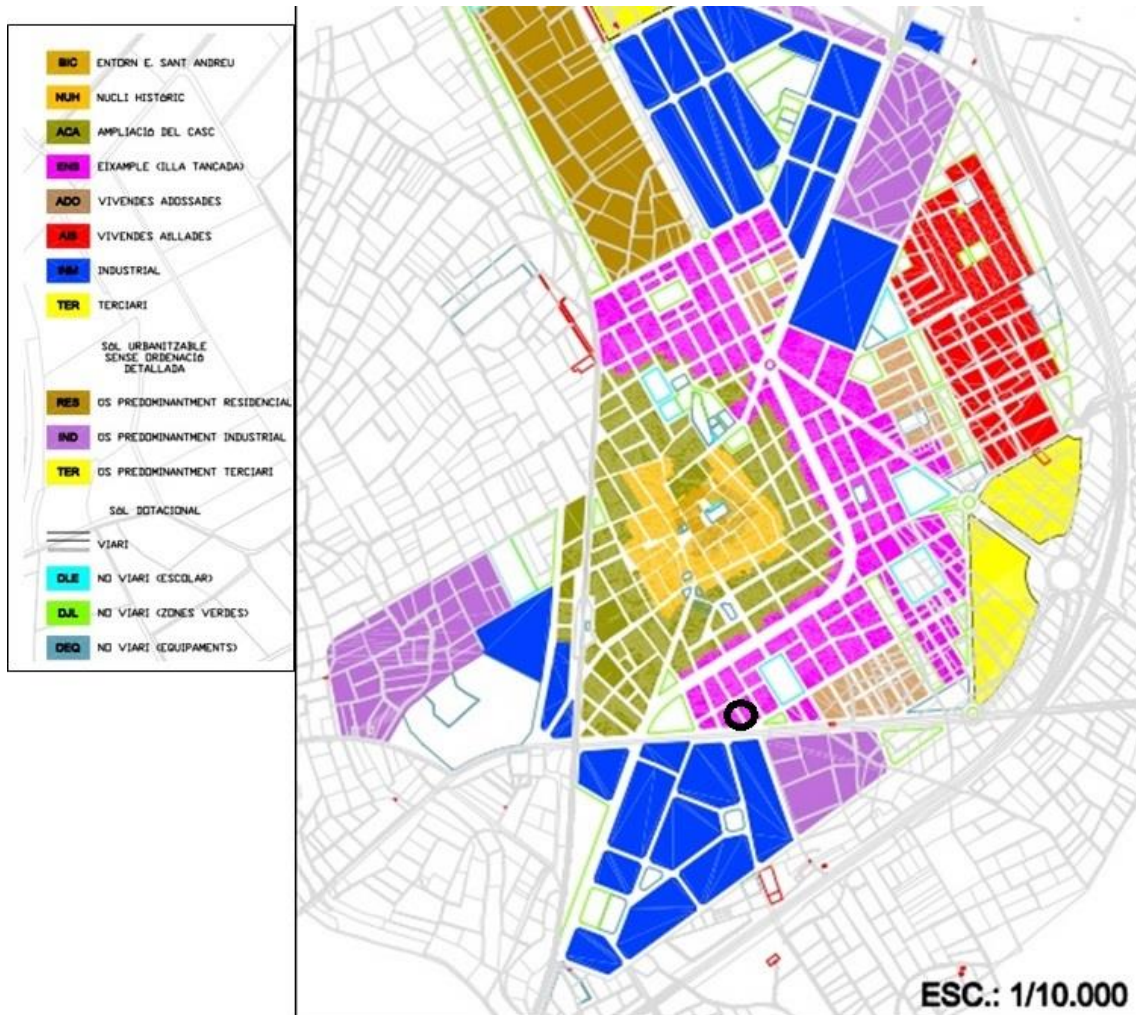 BIC ENTORN E. SANT ANDREU
NUH NUCLI HISTÒRIC
ACA AMPLIACIÓ DEL CASC
ENS EIXAMPLE (ILLA TANCADA)
ADO VIVENDES ADOSSADES
AIS VIVENDES AÏLLADES
INM INDUSTRIAL
TER TERCIARI
SÒL URBANITZABLE
SENSE ORDENACIÓ
DETALLADA
RES ÚS PREDOMINANTMENT RESIDENCIAL
IND ÚS PREDOMINANTMENT INDUSTRIAL
TER ÚS PREDOMINANTMENT TERCIARI
SÒL DOTACIONAL
VIARI
DLE NO VIARI (ESCOLAR)
DJL NO VIARI (ZONES VERDES)
DEQ NO VIARI (EQUIPAMENTS)
ESC.: 1/10.000